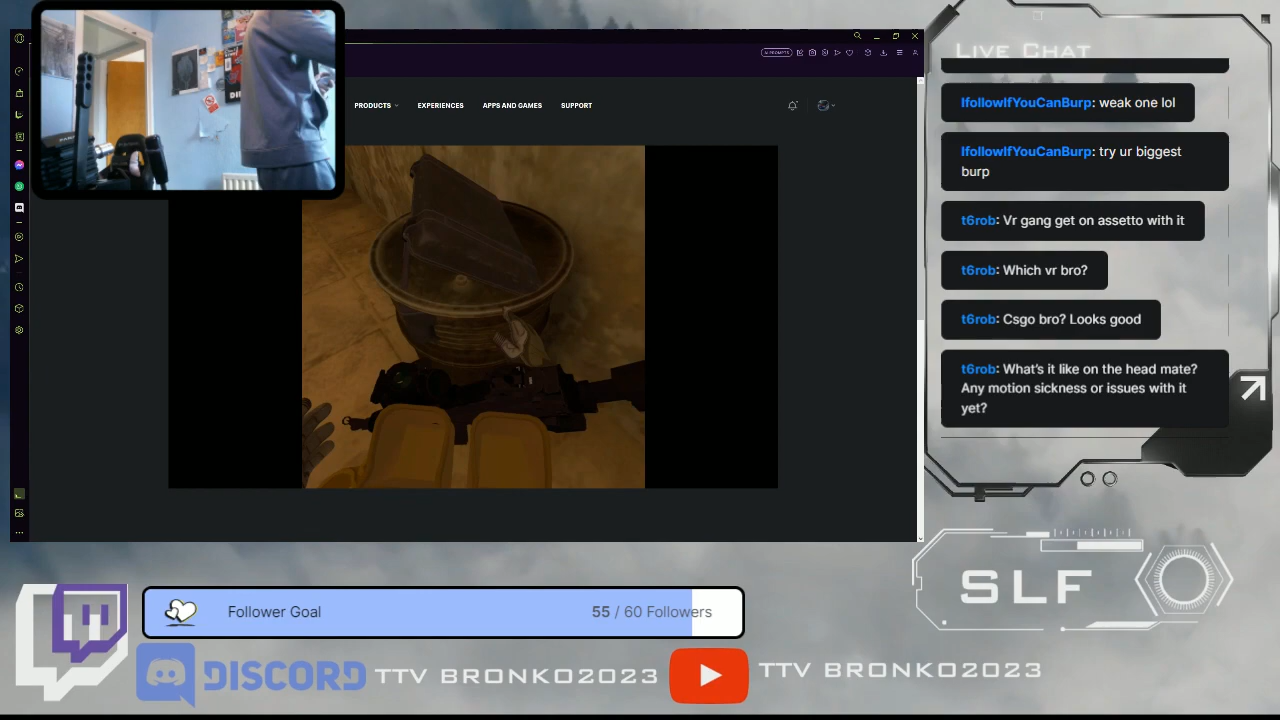 LIVE CHAT
AI PROMPTS
PRODUCTS
EXPERIENCES
APPS AND GAMES
SUPPORT
IfollowIfYouCanBurp: weak one lol
IfollowIfYouCanBurp: try ur biggest
burp
t6rob: Vr gang get on assetto with it
t6rob: Which vr bro?
t6rob: Csgo bro? Looks good
t6rob: What's it like on the head mate?
Any motion sickness or issues with it
yet?
SLF
Follower Goal
55 / 60 Followers
DISCORD
TTV BRONKO2023
TTV BRONKO2023